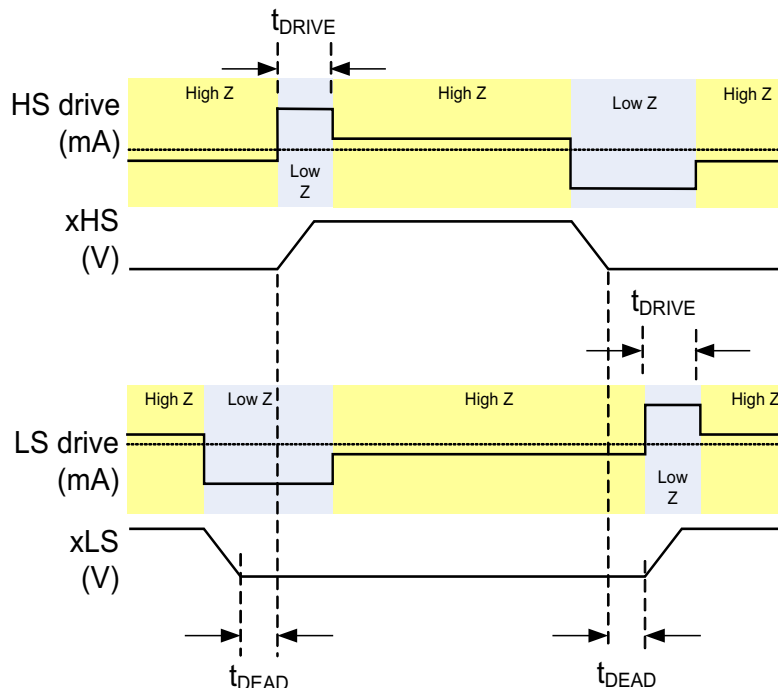 tDRIVE
High Z
High Z
Low Z
High Z
HS drive
(mA)
Low
Z
xHS
(V)
tDRIVE
High Z
Low Z
High Z
High Z
LS drive
(mA)
Low
Z
xLS
(V)
tDEAD
tDEAD